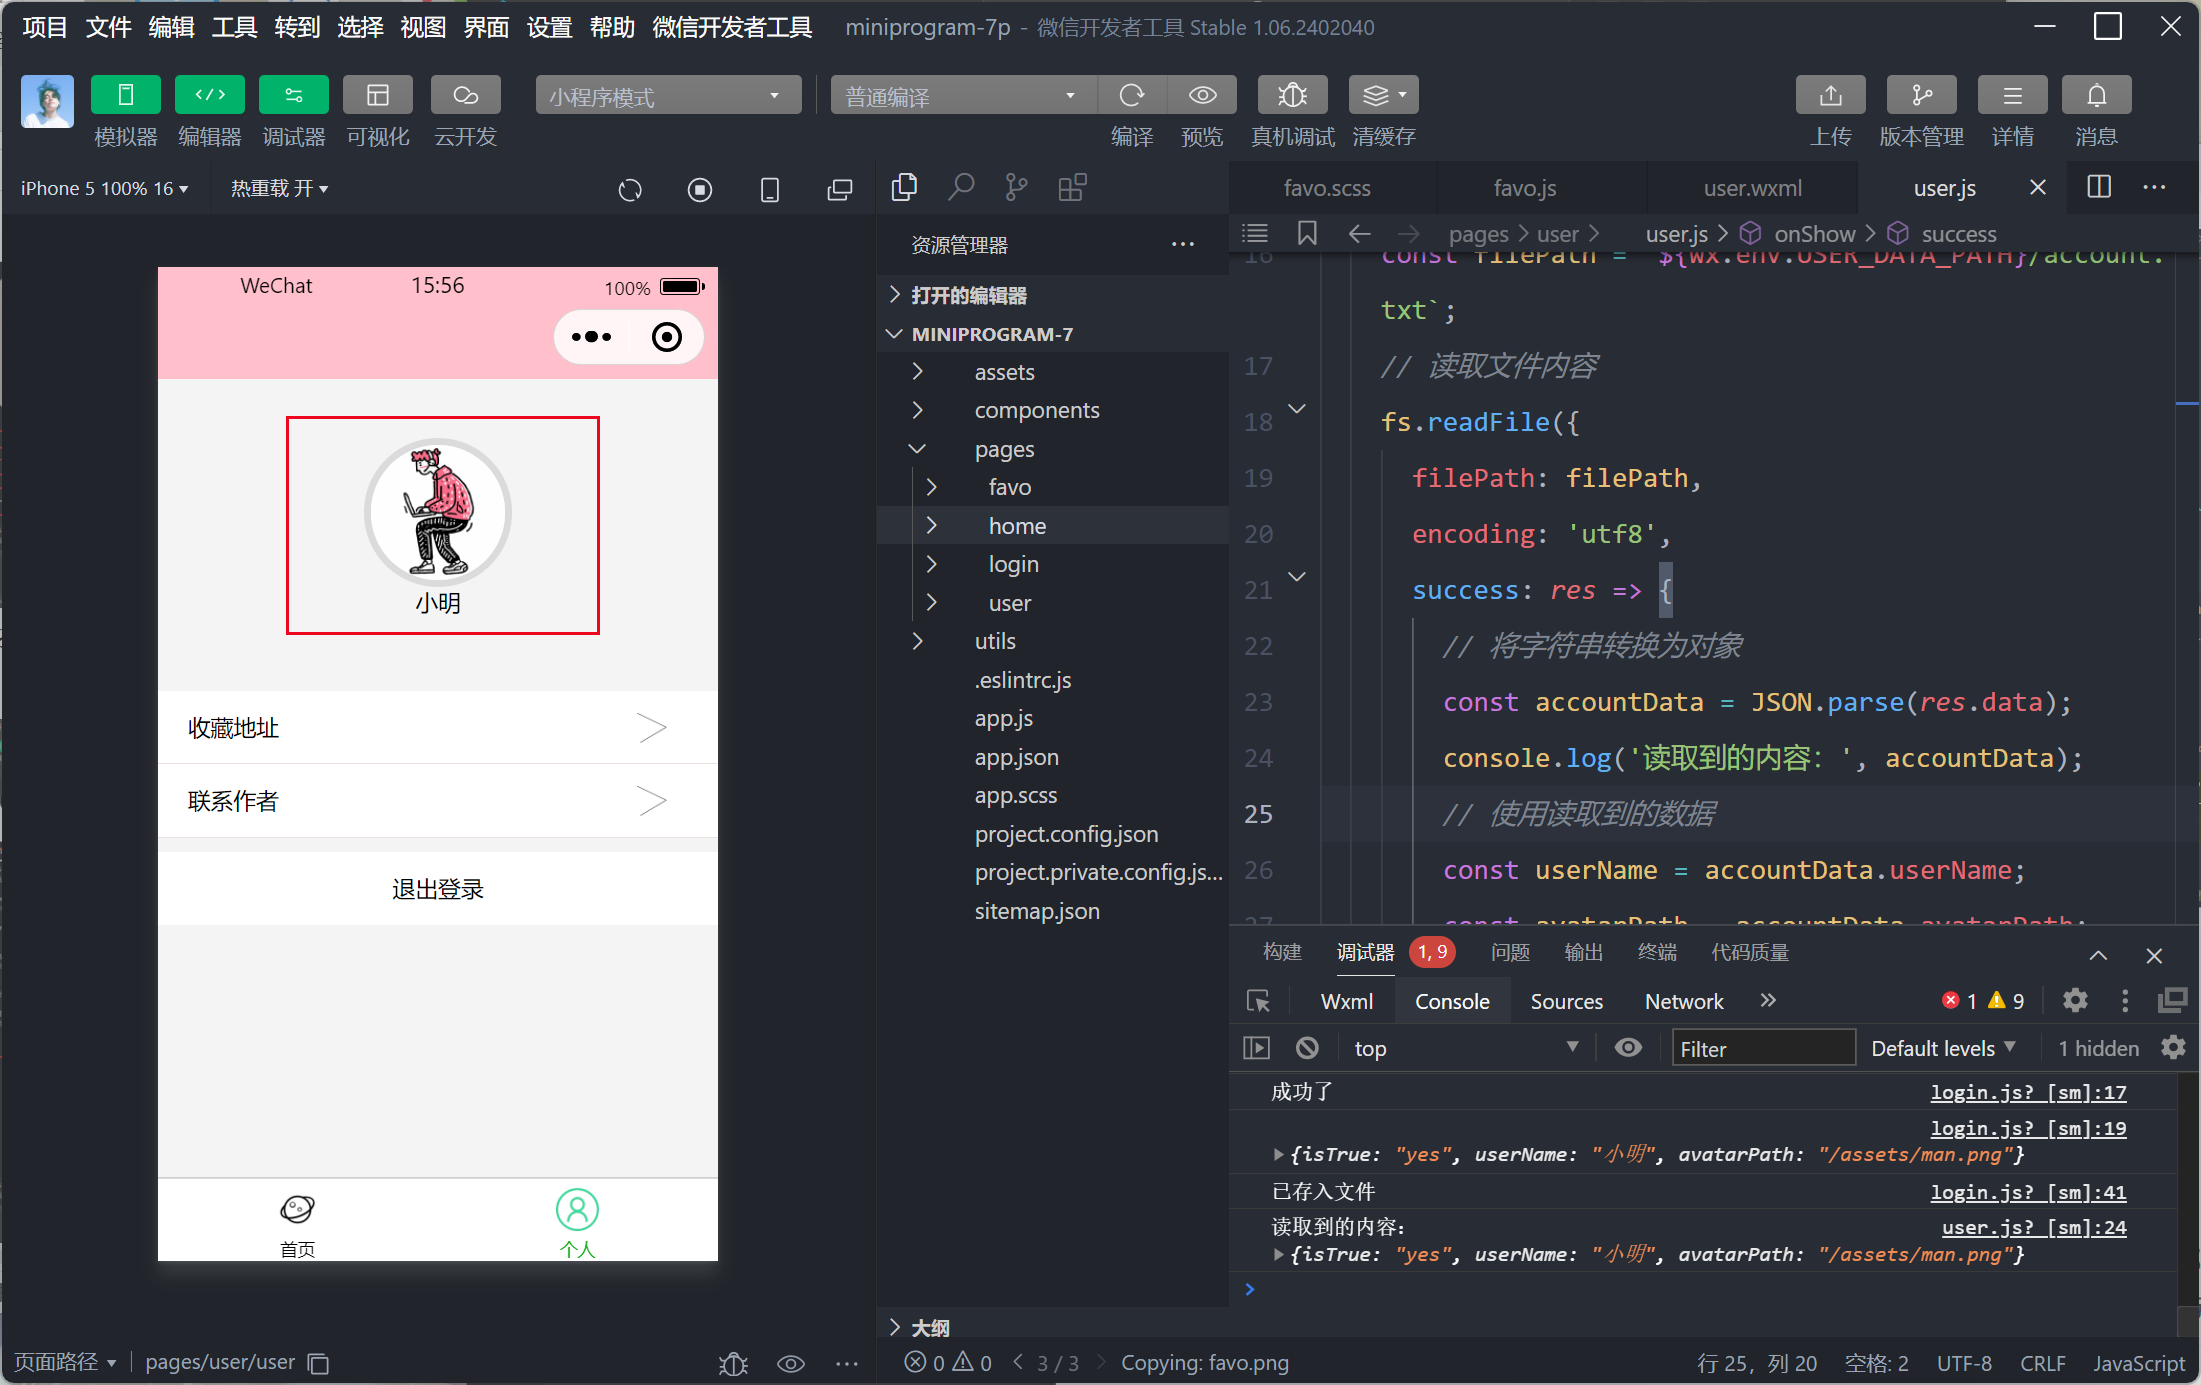 项目 文件 编辑 工具 转到 选择 视图 界面 设置 帮助 微信开发者工具 miniprogram-7p - 微信开发者工具 Stable 1.06.2402040
小程序模式 普通编译
模拟器 编辑器 调试器 可视化 云开发 编译 预览 真机调试 清缓存 上传 版本管理 详情 消息
iPhone 5 100% 16 热重载 开
WeChat 15:56 100%
小明
收藏地址
联系作者
退出登录
首页 个人
页面路径 pages/user/user
资源管理器
打开的编辑器
MINIPROGRAM-7
assets
components
pages
favo
home
login
user
utils
.eslintrc.js
app.js
app.json
app.scss
project.config.json
project.private.config.js...
sitemap.json
大纲
favo.scss favo.js user.wxml user.js
pages > user > user.js > onShow > success
16 const filePath = `${wx.env.USER_DATA_PATH}/account.
txt`;
17 // 读取文件内容
18 fs.readFile({
19 filePath: filePath,
20 encoding: 'utf8',
21 success: res => {
22 // 将字符串转换为对象
23 const accountData = JSON.parse(res.data);
24 console.log('读取到的内容：', accountData);
25 // 使用读取到的数据
26 const userName = accountData.userName;
27 const avatarPath = accountData.avatarPath;
构建 调试器 1, 9 问题 输出 终端 代码质量
Wxml Console Sources Network 1 9
top Filter Default levels 1 hidden
成功了 login.js? [sm]:17
login.js? [sm]:19
{isTrue: "yes", userName: "小明", avatarPath: "/assets/man.png"}
已存入文件 login.js? [sm]:41
读取到的内容： user.js? [sm]:24
{isTrue: "yes", userName: "小明", avatarPath: "/assets/man.png"}
0 0 3 / 3 Copying: favo.png 行 25，列 20 空格: 2 UTF-8 CRLF JavaScript